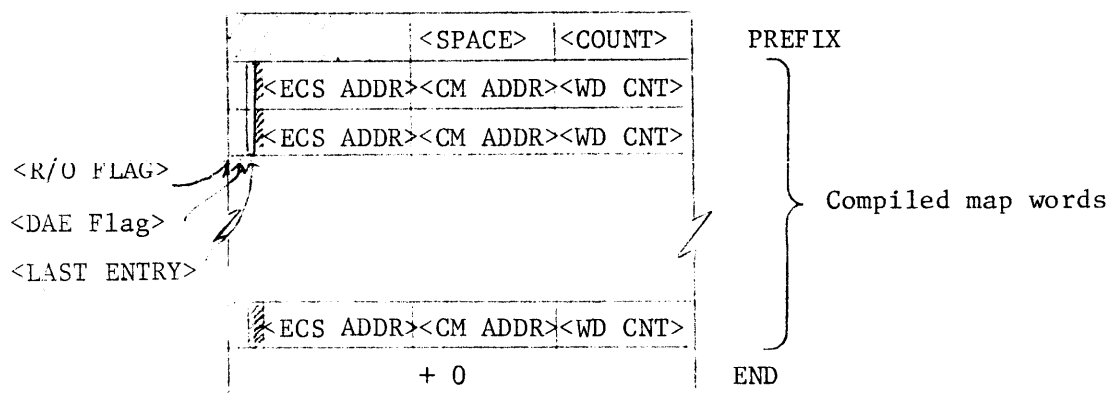 <SPACE> <COUNT> PREFIX
<ECS ADDR> <CM ADDR> <WD CNT>
<ECS ADDR> <CM ADDR> <WD CNT>
<R/O FLAG>
<DAE Flag>
Compiled map words
<LAST ENTRY>
<ECS ADDR> <CM ADDR> <WD CNT>
+ 0 END